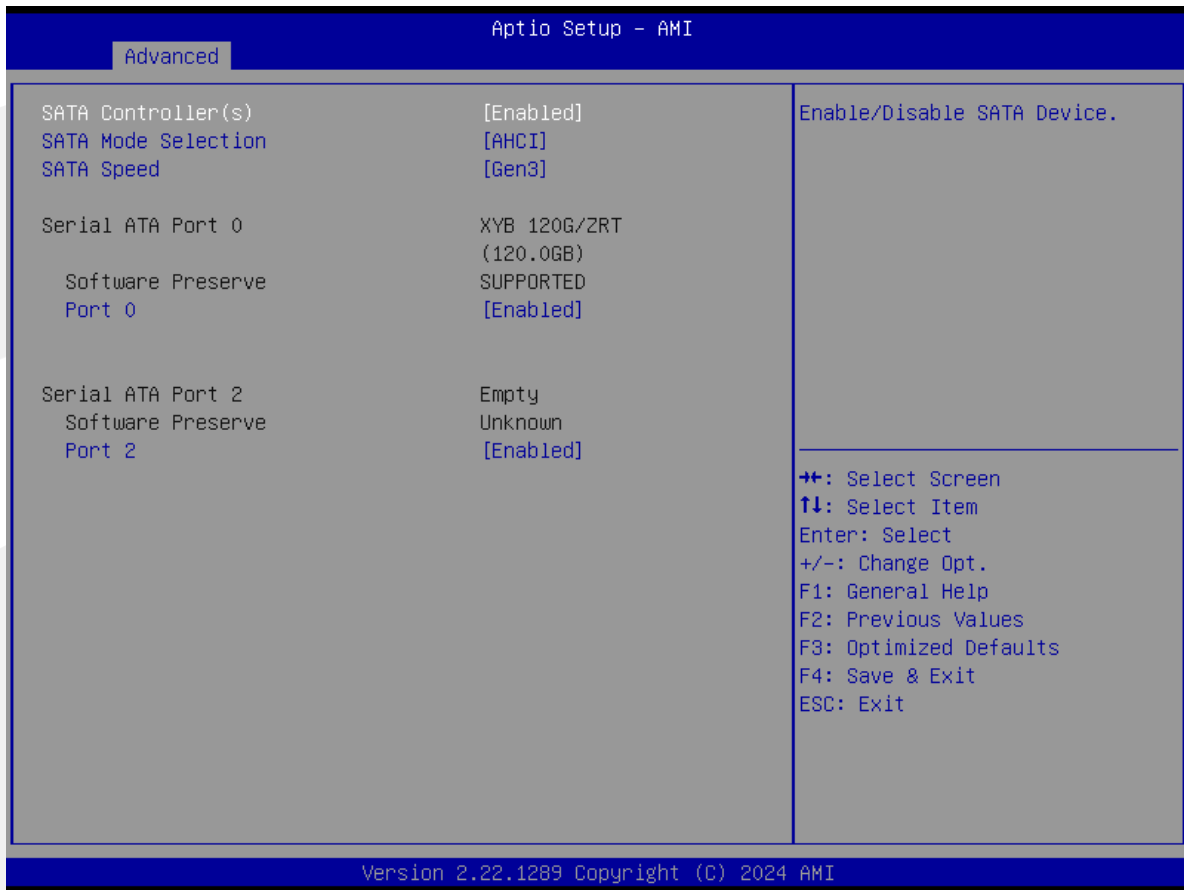 Aptio Setup – AMI
Advanced
SATA Controller(s) [Enabled]
SATA Mode Selection [AHCI]
SATA Speed [Gen3]
Serial ATA Port 0 XYB 120G/ZRT
(120.0GB)
Software Preserve SUPPORTED
Port 0 [Enabled]
Serial ATA Port 2 Empty
Software Preserve Unknown
Port 2 [Enabled]
Enable/Disable SATA Device.
→←: Select Screen
↑↓: Select Item
Enter: Select
+/-: Change Opt.
F1: General Help
F2: Previous Values
F3: Optimized Defaults
F4: Save & Exit
ESC: Exit
Version 2.22.1289 Copyright (C) 2024 AMI